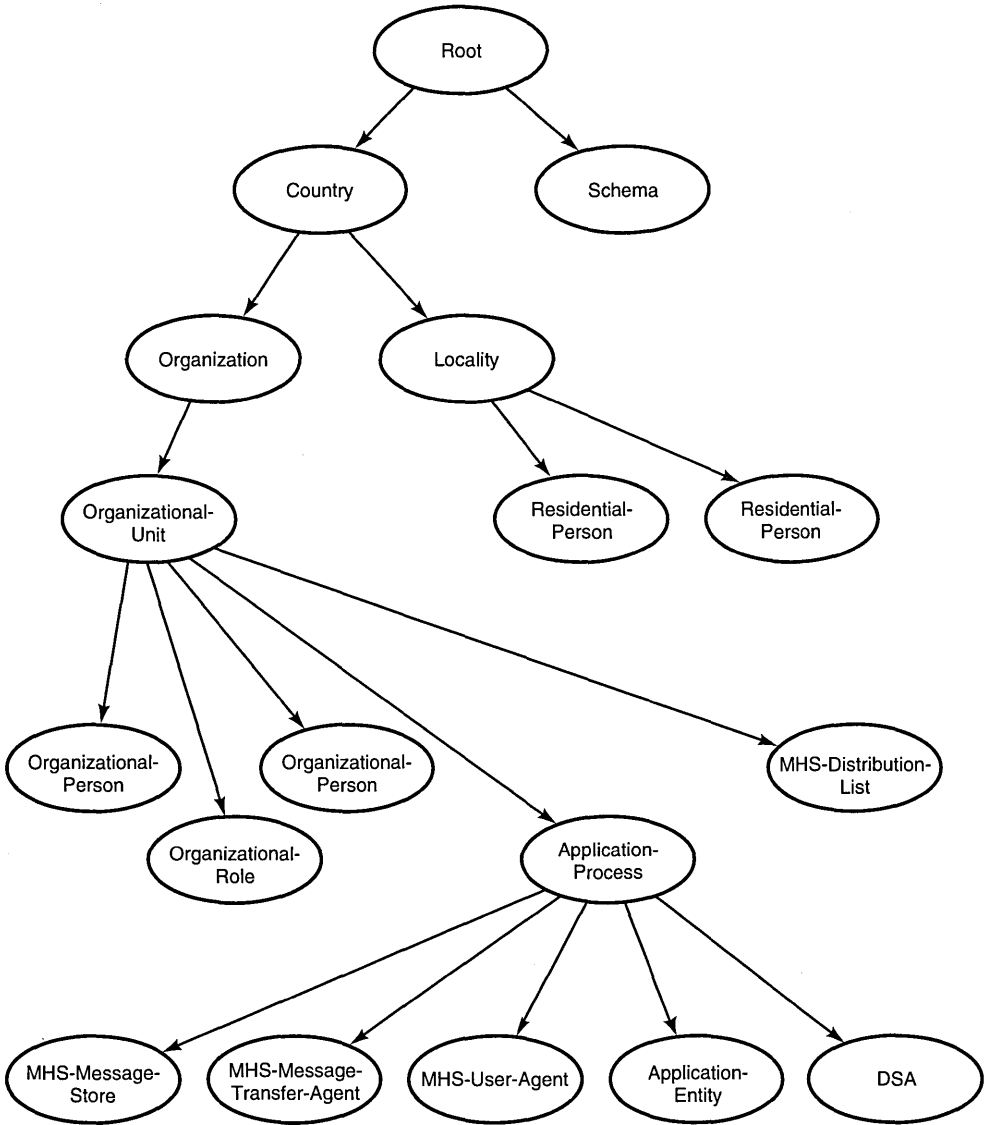 Root
Country
Schema
Organization
Locality
Organizational-
Unit
Residential-
Person
Residential-
Person
Organizational-
Person
Organizational-
Person
MHS-Distribution-
List
Organizational-
Role
Application-
Process
MHS-Message-
Store
MHS-Message-
Transfer-Agent
MHS-User-Agent
Application-
Entity
DSA